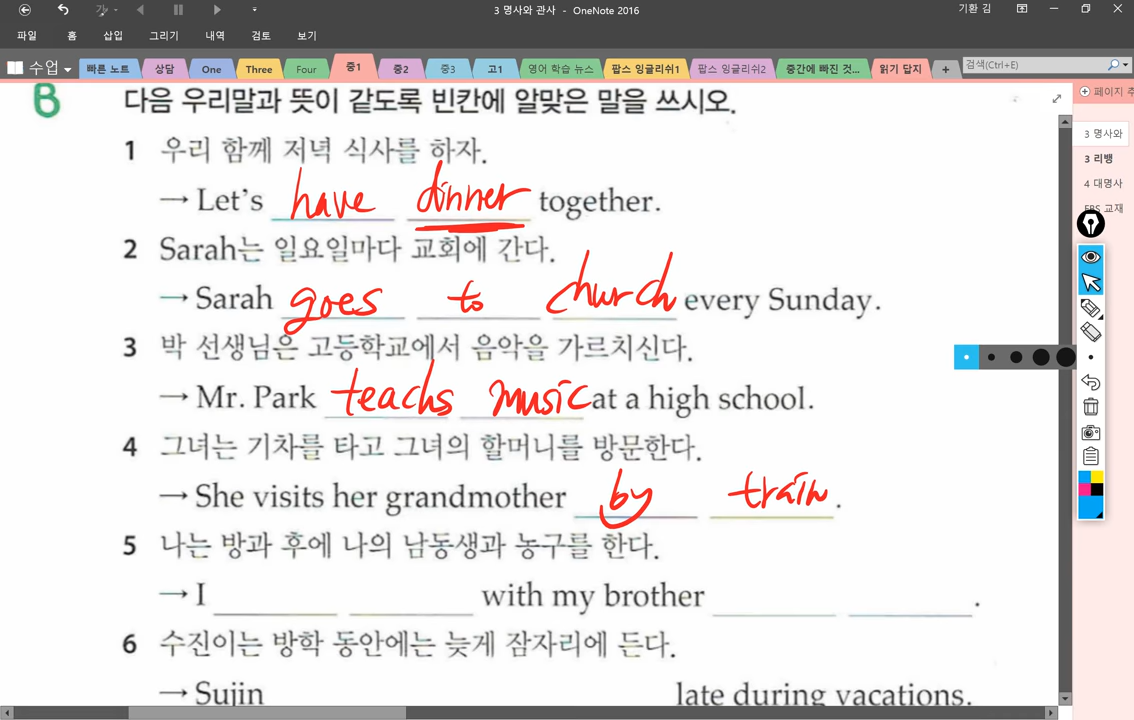 3 명사와 관사 - OneNote 2016
기환 김
파일 홈 삽입 그리기 내역 검토 보기
수업 빠른 노트 상담 One Three Four 중1 중2 중3 고1 영어 학습 뉴스 팝스 잉글리쉬1 팝스 잉글리쉬2 중간에 빠진 것... 읽기 답지 + 검색(Ctrl+E)
페이지 추
3 명사와
3 리뱅
4 대명사
EBS 교재
B 다음 우리말과 뜻이 같도록 빈칸에 알맞은 말을 쓰시오.
1 우리 함께 저녁 식사를 하자.
→ Let's have dinner together.
2 Sarah는 일요일마다 교회에 간다.
→ Sarah goes to church every Sunday.
3 박 선생님은 고등학교에서 음악을 가르치신다.
→ Mr. Park teachs music at a high school.
4 그녀는 기차를 타고 그녀의 할머니를 방문한다.
→ She visits her grandmother by train.
5 나는 방과 후에 나의 남동생과 농구를 한다.
→ I ____ ____ with my brother ____ ____.
6 수진이는 방학 동안에는 늦게 잠자리에 든다.
→ Sujin late during vacations.